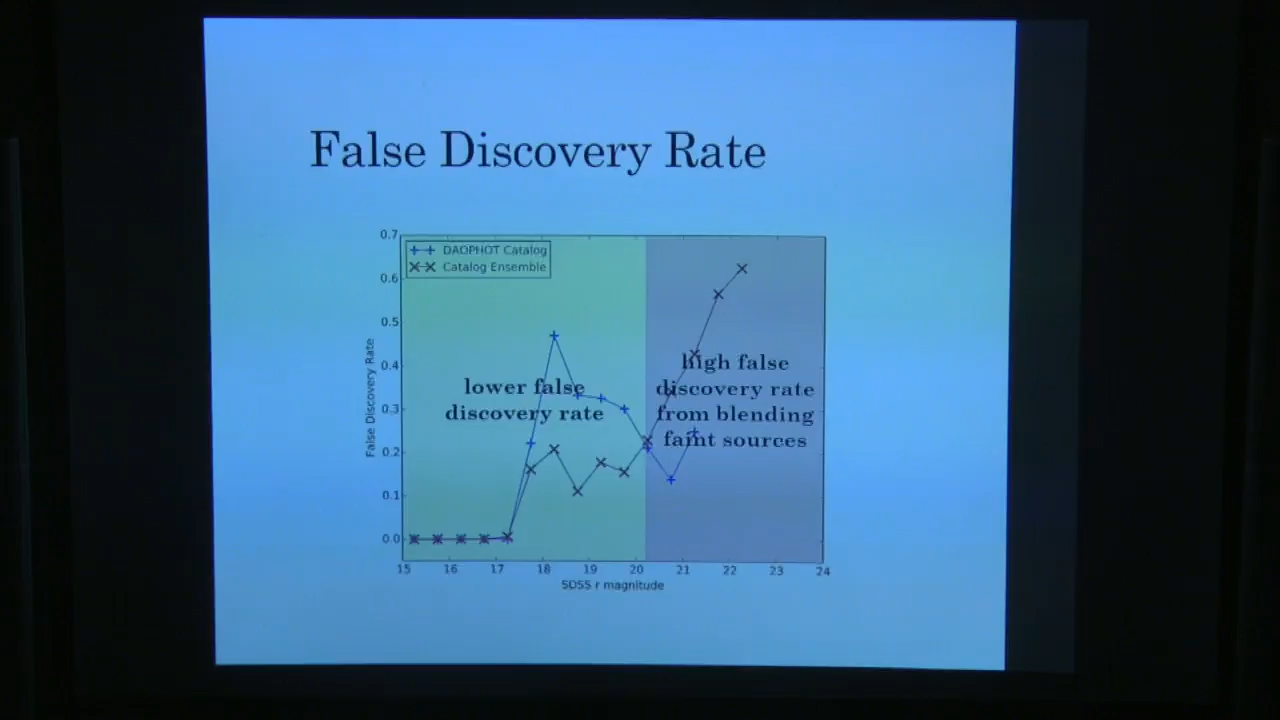 False Discovery Rate
0.7
0.6
0.5
0.4
0.3
0.2
0.1
0.0
False Discovery Rate
DAOPHOT Catalog
Catalog Ensemble
lower false
discovery rate
high false
discovery rate
from blending
faint sources
15 16 17 18 19 20 21 22 23 24
SDSS r magnitude